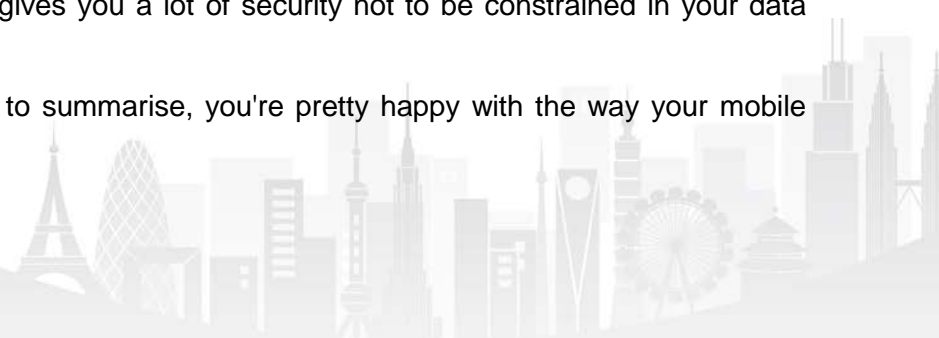 gives you a lot of security not to be constrained in your data
to summarise, you're pretty happy with the way your mobile